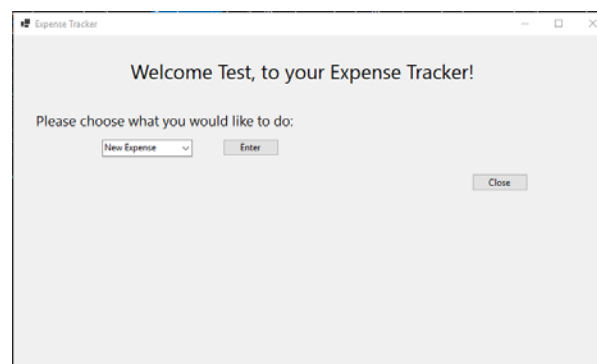 Expense Tracker
Welcome Test, to your Expense Tracker!
Please choose what you would like to do:
New Expense
Enter
Close